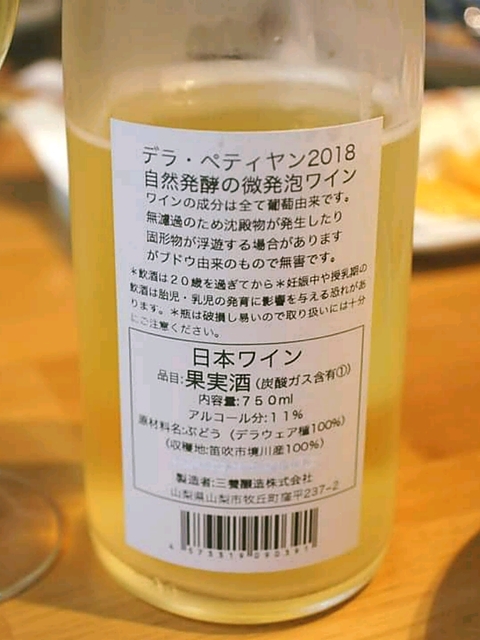 デラ・ペティヤン2018
自然発酵の微発泡ワイン
ワインの成分は全て葡萄由来です。
無濾過のため沈殿物が発生したり
固形物が浮遊する場合があります
がブドウ由来のもので無害です。
＊飲酒は20歳を過ぎてから＊妊娠中や授乳期の
飲酒は胎児・乳児の発育に影響を与える恐れがあ
ります。＊瓶は破損し易いので取り扱いには十分
にご注意ください。
日本ワイン
品目:果実酒(炭酸ガス含有①)
内容量:750ml
アルコール分:11%
原材料名:ぶどう(デラウェア種100%)
(収穫地:笛吹市境川産100%)
製造者:三養醸造株式会社
山梨県山梨市牧丘町窪平237-2
4573319090391